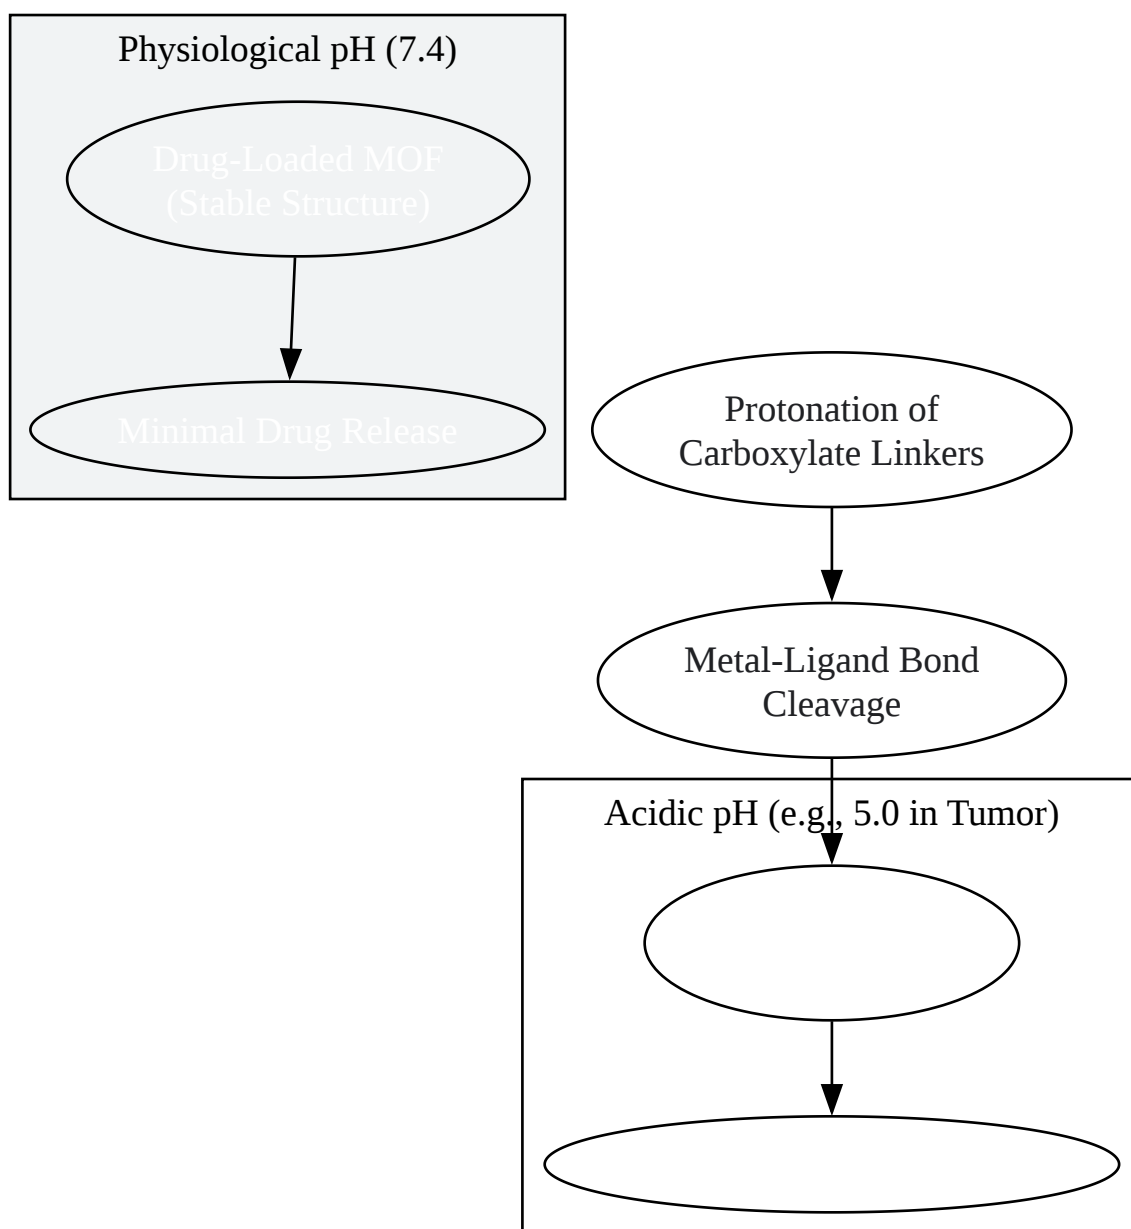 Physiological pH (7.4)
Drug-Loaded MOF
(Stable Structure)
Minimal Drug Release
Protonation of
Carboxylate Linkers
Metal-Ligand Bond
Cleavage
Acidic pH (e.g., 5.0 in Tumor)